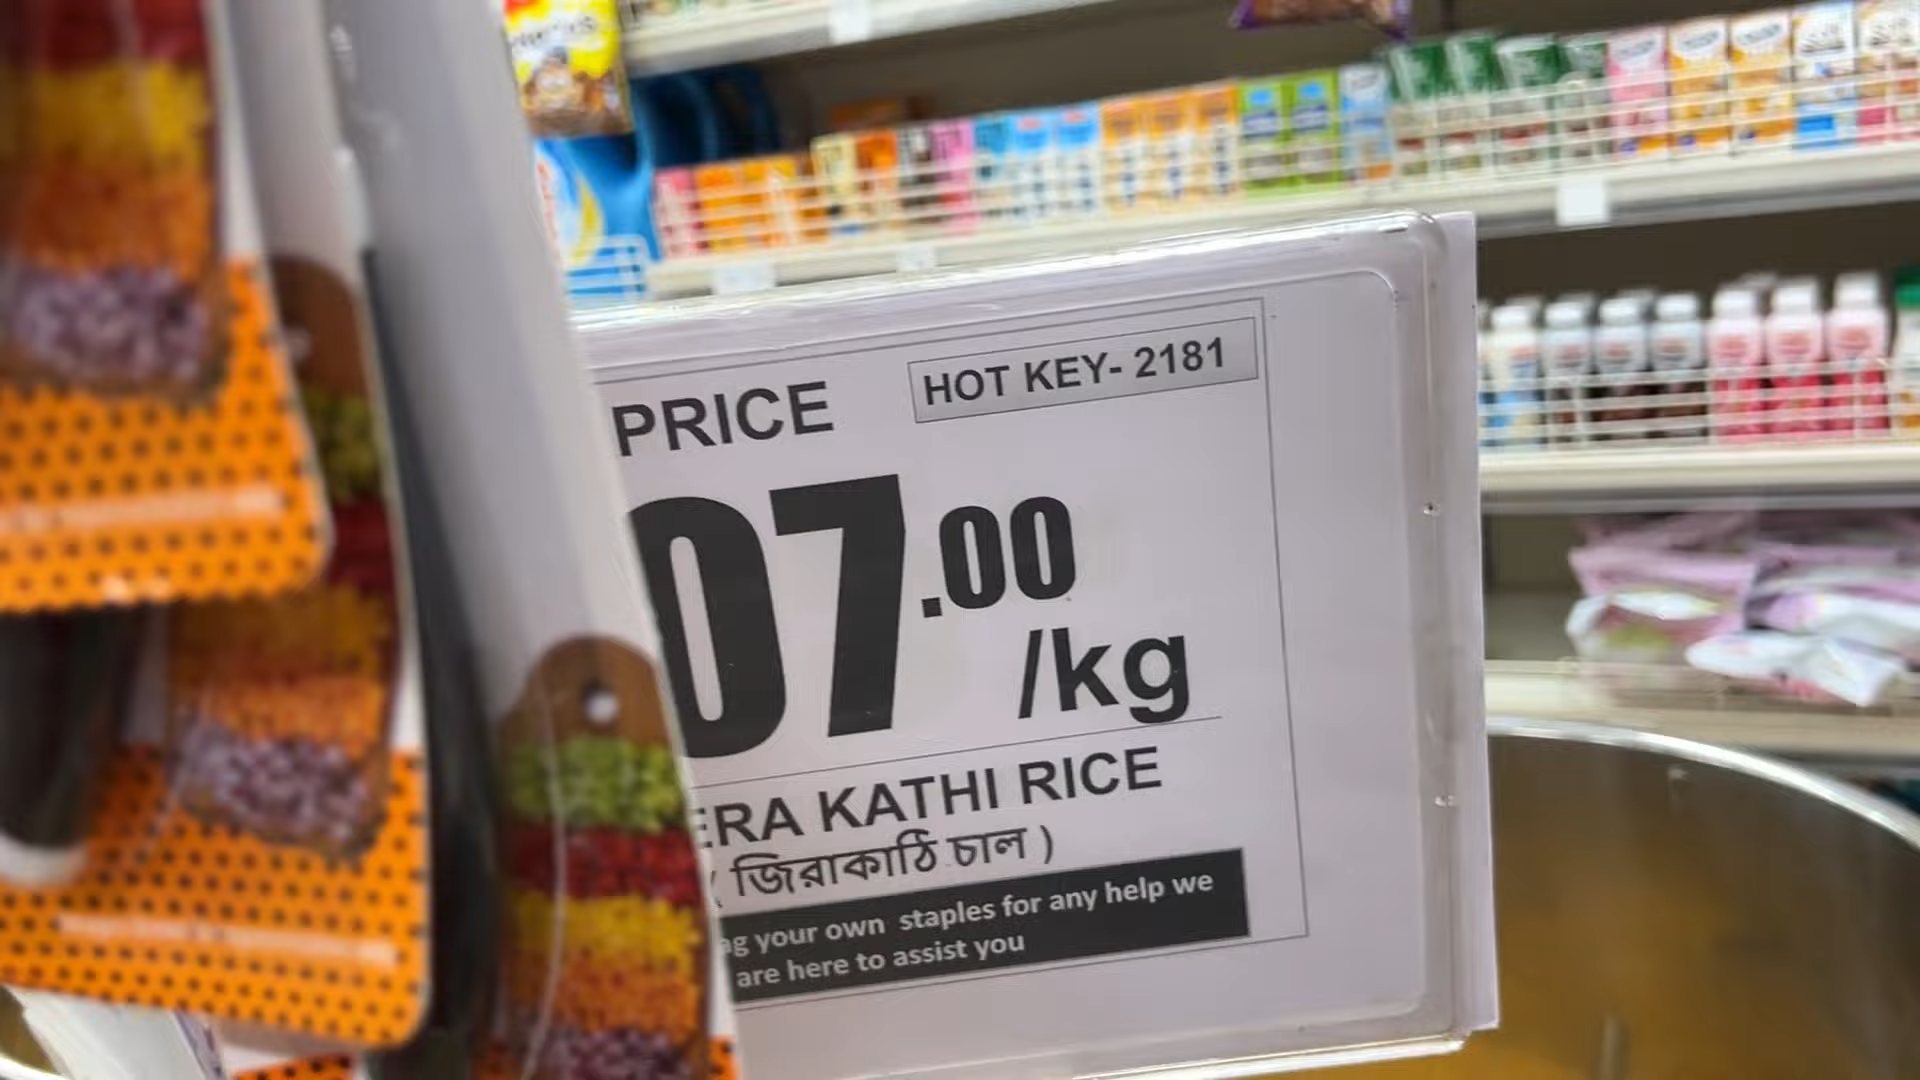 PRICE
HOT KEY- 2181
07.00
/kg
ERA KATHI RICE
( জিরাকাঠি চাল )
ag your own staples for any help we
are here to assist you